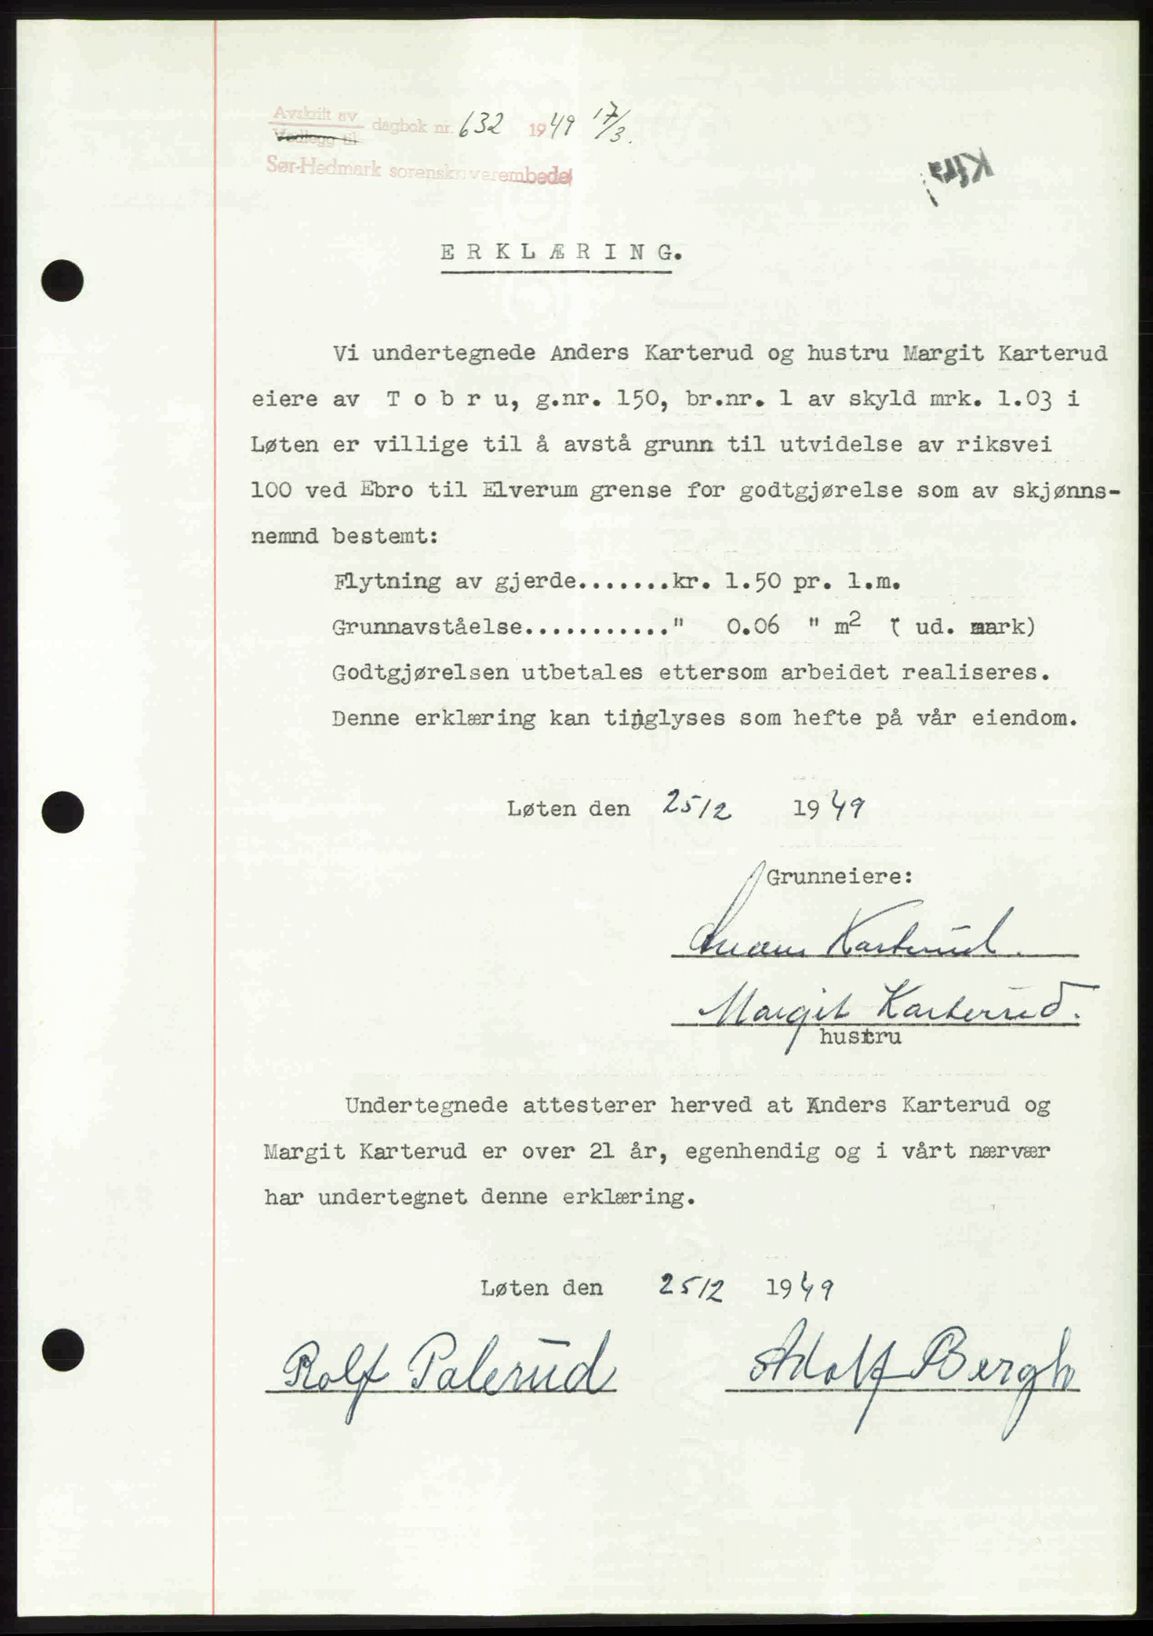 Avskrift av
Vedlegg til
dagbok nr. 632 1949 17/3.
Sør-Hedmark sorenskriverembede
ERKLÆRING.
Vi undertegnede Anders Karterud og hustru Margit Karterud
eiere av T o b r u, g.nr. 150, br.nr. 1 av skyld mrk. 1.03 i
Løten er villige til å avstå grunn til utvidelse av riksvei
100 ved Ebro til Elverum grense for godtgjørelse som av skjønns-
nemnd bestemt:
Flytning av gjerde.......kr. 1.50 pr. l.m.
Grunnavståelse..........." 0.06 " m2 ( ud. mark)
Godtgjørelsen utbetales ettersom arbeidet realiseres.
Denne erklæring kan tinglyses som hefte på vår eiendom.
Løten den 25/2 1949
Grunneiere:
Anders Karterud.
Margit Karterud.
hustru
Undertegnede attesterer herved at Anders Karterud og
Margit Karterud er over 21 år, egenhendig og i vårt nærvær
har undertegnet denne erklæring.
Løten den 25/2 1949
Rolf Palerud Adolf Bergh